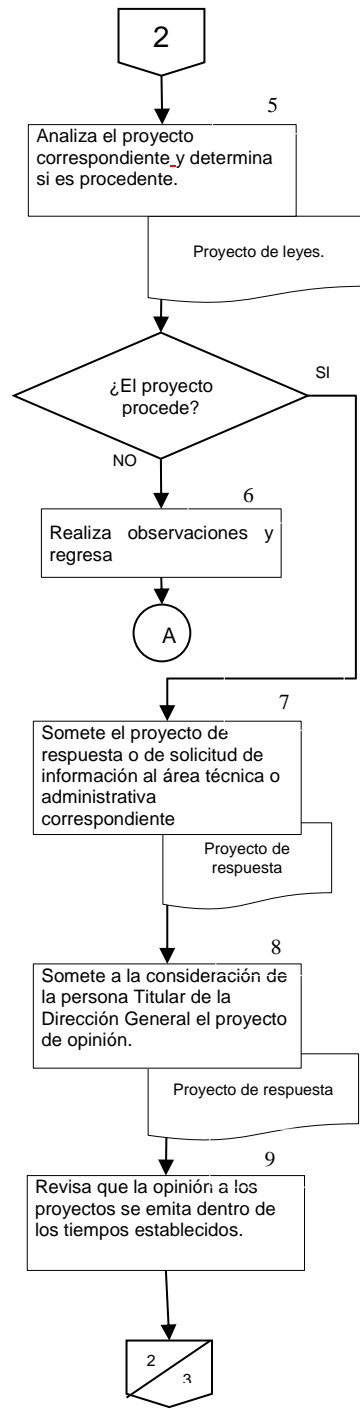 2
5
Analiza el proyecto
correspondiente y determina
si es procedente.
Proyecto de leyes.
¿El proyecto
procede?
SI
NO
6
Realiza observaciones y
regresa
A
7
Somete el proyecto de
respuesta o de solicitud de
información al área técnica o
administrativa
correspondiente
Proyecto de
respuesta
8
Somete a la consideración de
la persona Titular de la
Dirección General el proyecto
de opinión.
Proyecto de respuesta
9
Revisa que la opinión a los
proyectos se emita dentro de
los tiempos establecidos.
2
3